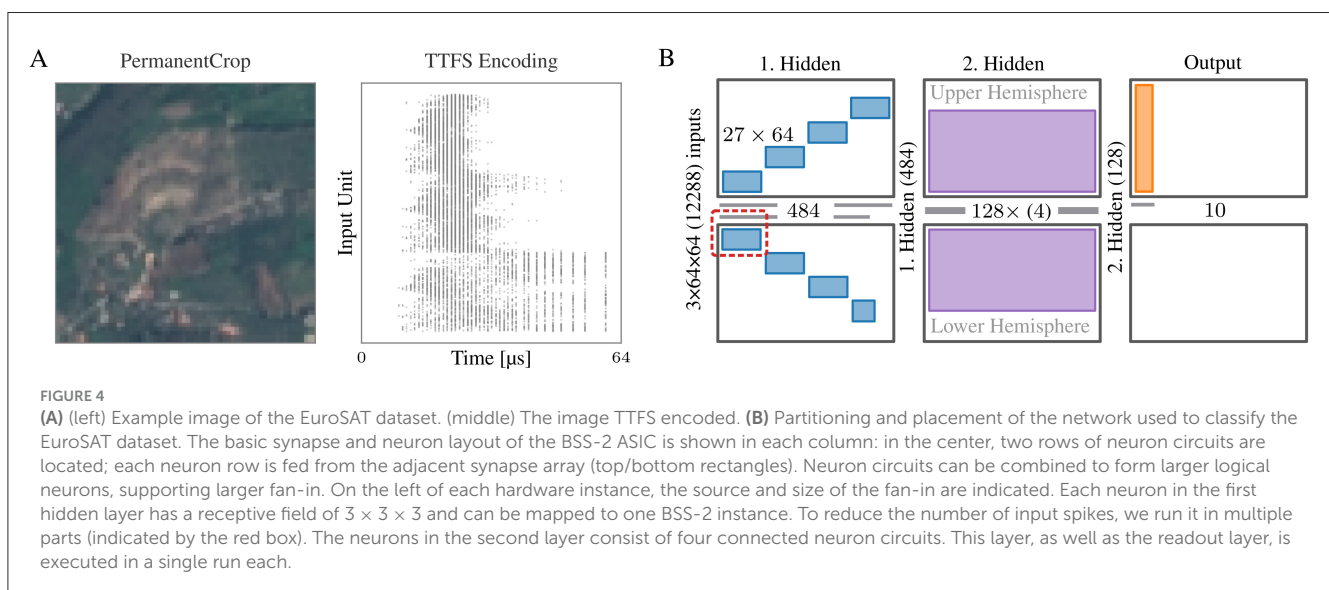 A
PermanentCrop
TTFS Encoding
Input Unit
0
Time [µs]
64
B
1. Hidden
2. Hidden
Output
3×64×64 (12288) inputs
27 × 64
484
1. Hidden (484)
Upper Hemisphere
128× (4)
Lower Hemisphere
2. Hidden (128)
10
FIGURE 4
(A) (left) Example image of the EuroSAT dataset. (middle) The image TTFS encoded. (B) Partitioning and placement of the network used to classify the
EuroSAT dataset. The basic synapse and neuron layout of the BSS-2 ASIC is shown in each column: in the center, two rows of neuron circuits are
located; each neuron row is fed from the adjacent synapse array (top/bottom rectangles). Neuron circuits can be combined to form larger logical
neurons, supporting larger fan-in. On the left of each hardware instance, the source and size of the fan-in are indicated. Each neuron in the first
hidden layer has a receptive field of 3 × 3 × 3 and can be mapped to one BSS-2 instance. To reduce the number of input spikes, we run it in multiple
parts (indicated by the red box). The neurons in the second layer consist of four connected neuron circuits. This layer, as well as the readout layer, is
executed in a single run each.